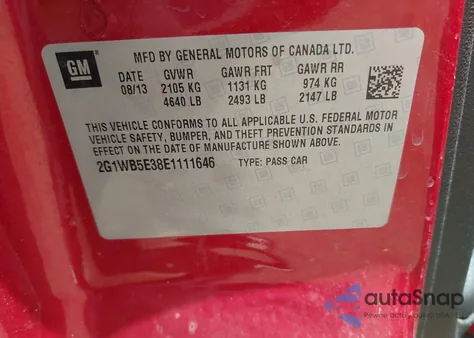 GM
MFD BY GENERAL MOTORS OF CANADA LTD.
DATE GVWR GAWR FRT GAWR RR
08/13 2105 KG 1131 KG 974 KG
4640 LB 2493 LB 2147 LB
THIS VEHICLE CONFORMS TO ALL APPLICABLE U.S. FEDERAL MOTOR
VEHICLE SAFETY, BUMPER, AND THEFT PREVENTION STANDARDS
IN EFFECT ON THE DATE OF MANUFACTURE SHOWN ABOVE.
2G1WB5E38E1111646 TYPE: PASS CAR
autoSnap